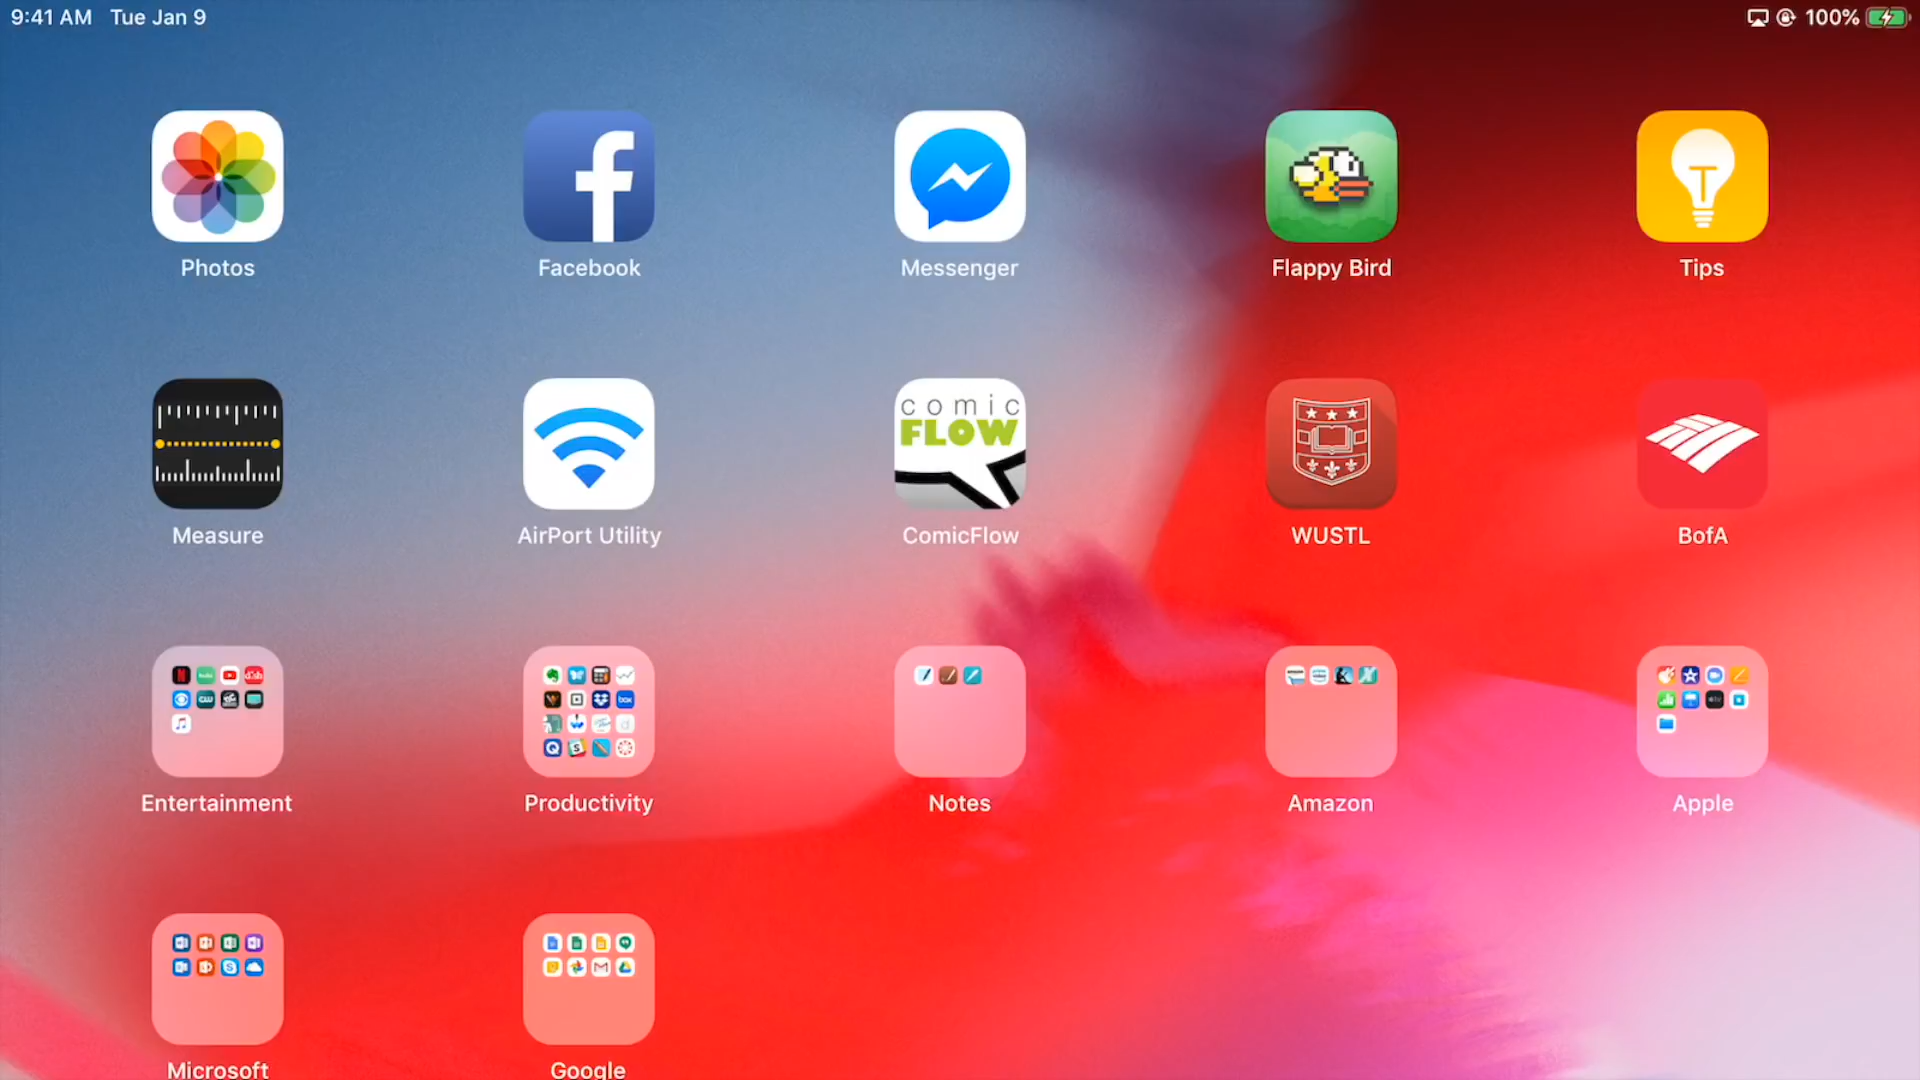 9:41 AM Tue Jan 9 100%
Photos Facebook Messenger Flappy Bird Tips
comic
FLOW
Measure AirPort Utility ComicFlow WUSTL BofA
Entertainment Productivity Notes Amazon Apple
Microsoft Google